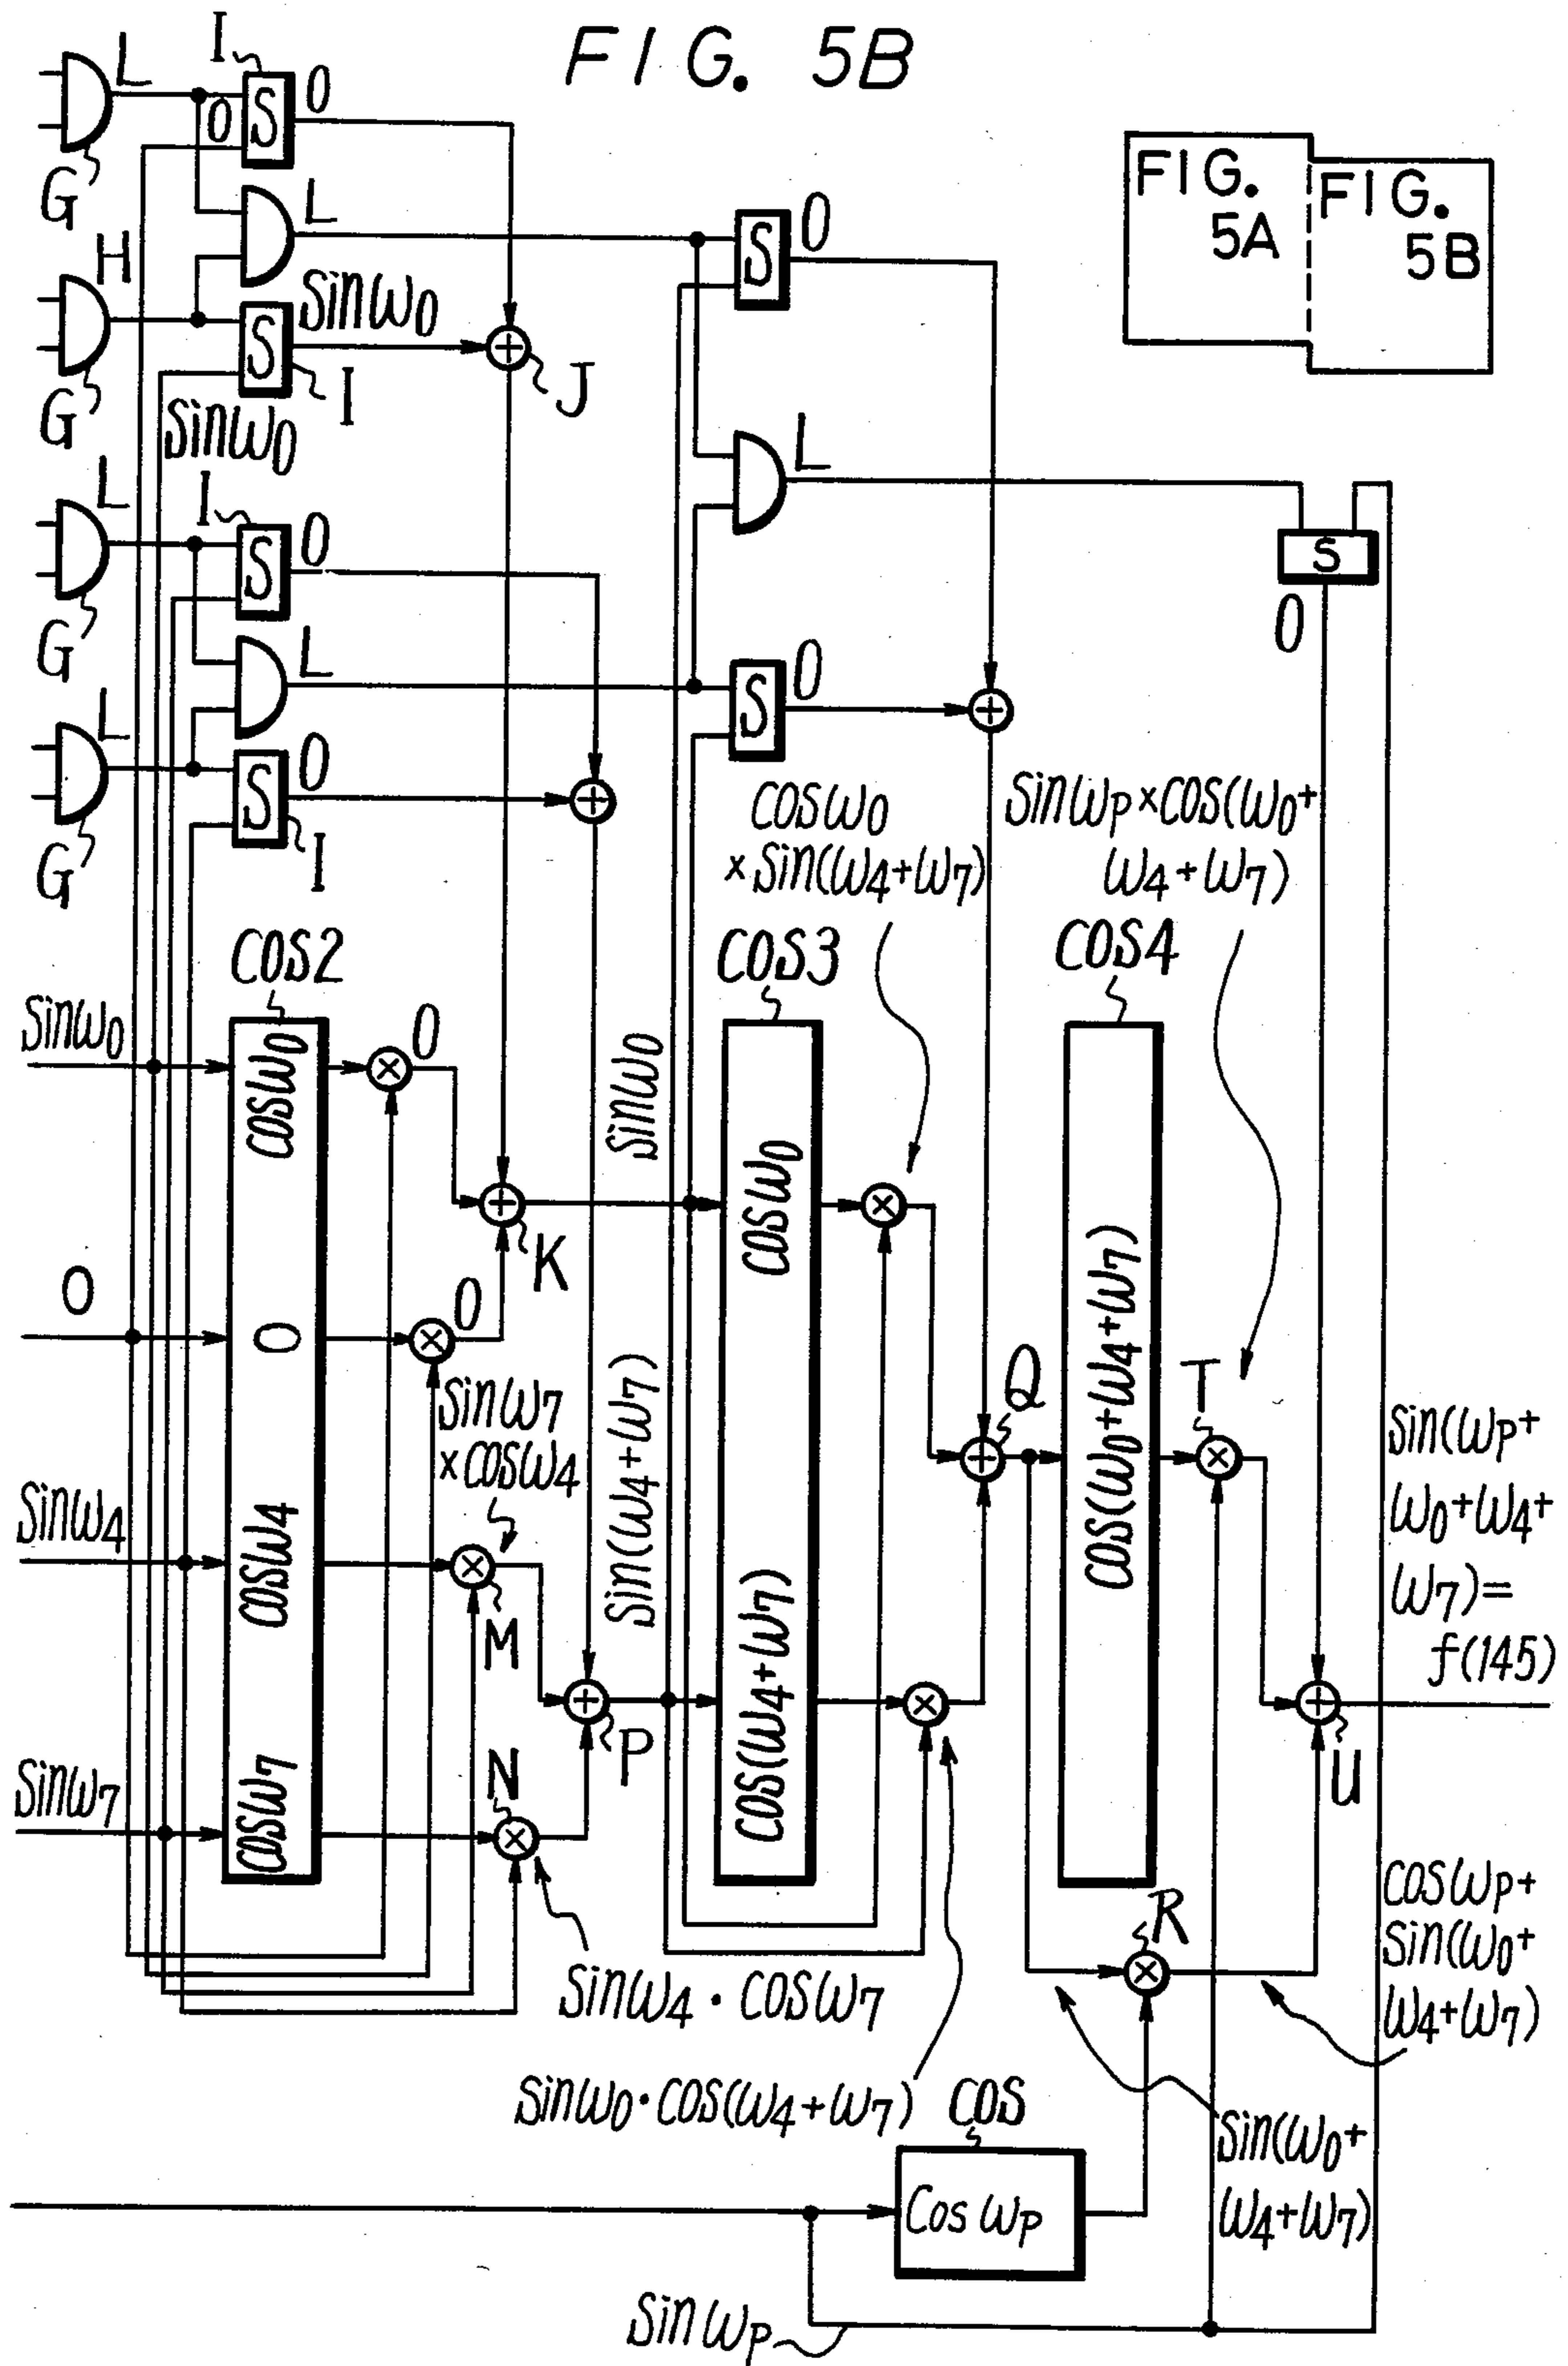 FIG. 5B
L
I
0
0
S
G
L
H
Sinω0
S
I
J
G
Sinω0
S
0
FIG. 5A
FIG. 5B
L
I
0
S
L
S
0
G
L
L
S
0
G
0
S
I
S
0
cosω0
×sin(ω4+ω7)
sinωp×cos(ω0+
ω4+ω7)
cos2
cos3
cos4
sinω0
cosω0
0
sinω0
cosω0
K
0
0
0
sinω7
×cosω4
sin(ω4+ω7)
Q
cos(ω0+ω4+ω7)
T
sin(ωp+
ω0+ω4+
ω7)=
f(145)
sinω4
cosω4
M
cos(ω4+ω7)
P
U
sinω7
cosω7
N
R
cosωp+
sin(ω0+
ω4+ω7)
sinω4・cosω7
sinω0・cos(ω4+ω7)
cos
sin(ω0+
ω4+ω7)
Cos ωp
sinωp